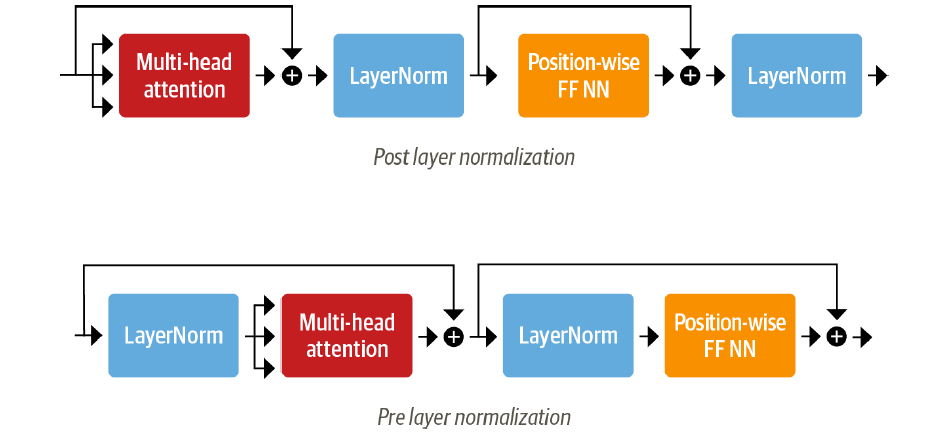 Multi-head
attention
LayerNorm
Position-wise
FF NN
LayerNorm
Post layer normalization
LayerNorm
Multi-head
attention
LayerNorm
Position-wise
FF NN
Pre layer normalization